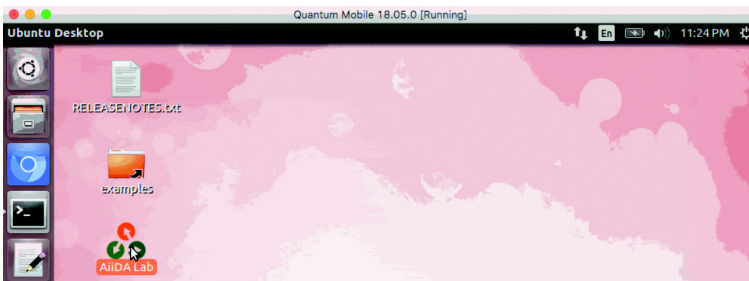 Quantum Mobile 18.05.0 [Running]
Ubuntu Desktop
En
11:24 PM
RELEASENOTES.txt
examples
AiiDA Lab